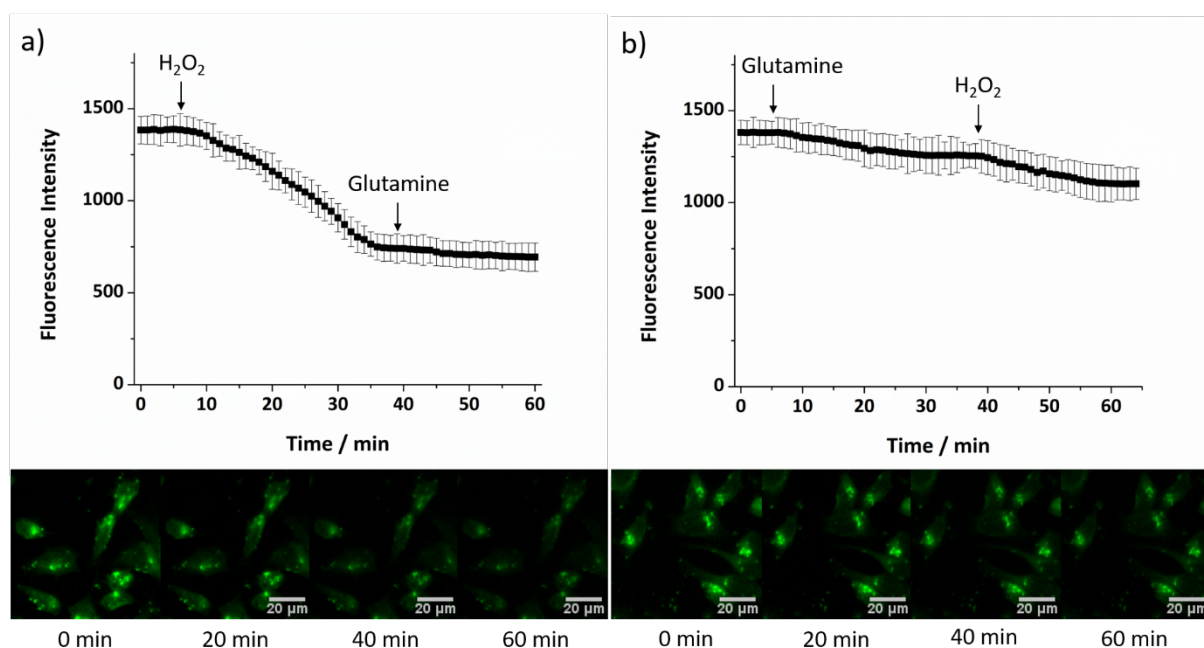 a)
H₂O₂
Glutamine
1500
1000
500
0
Fluorescence Intensity
0 10 20 30 40 50 60
Time / min
20 μm 20 μm 20 μm
0 min 20 min 40 min 60 min
b)
Glutamine
H₂O₂
1500
1000
500
0
Fluorescence Intensity
0 10 20 30 40 50 60
Time / min
20 μm 20 μm 20 μm 20 μm
0 min 20 min 40 min 60 min